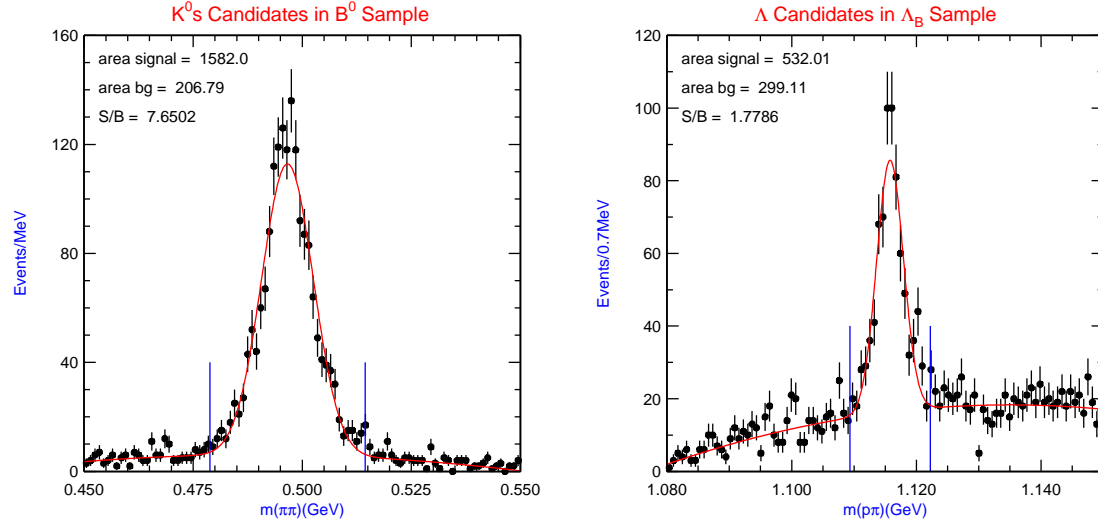 K⁰s Candidates in B⁰ Sample
area signal = 1582.0
area bg = 206.79
S/B = 7.6502
Events/MeV
160
120
80
40
0
0.450 0.475 0.500 0.525 0.550
m(ππ)(GeV)
Λ Candidates in Λ_B Sample
area signal = 532.01
area bg = 299.11
S/B = 1.7786
Events/0.7MeV
120
100
80
60
40
20
0
1.080 1.100 1.120 1.140
m(pπ)(GeV)